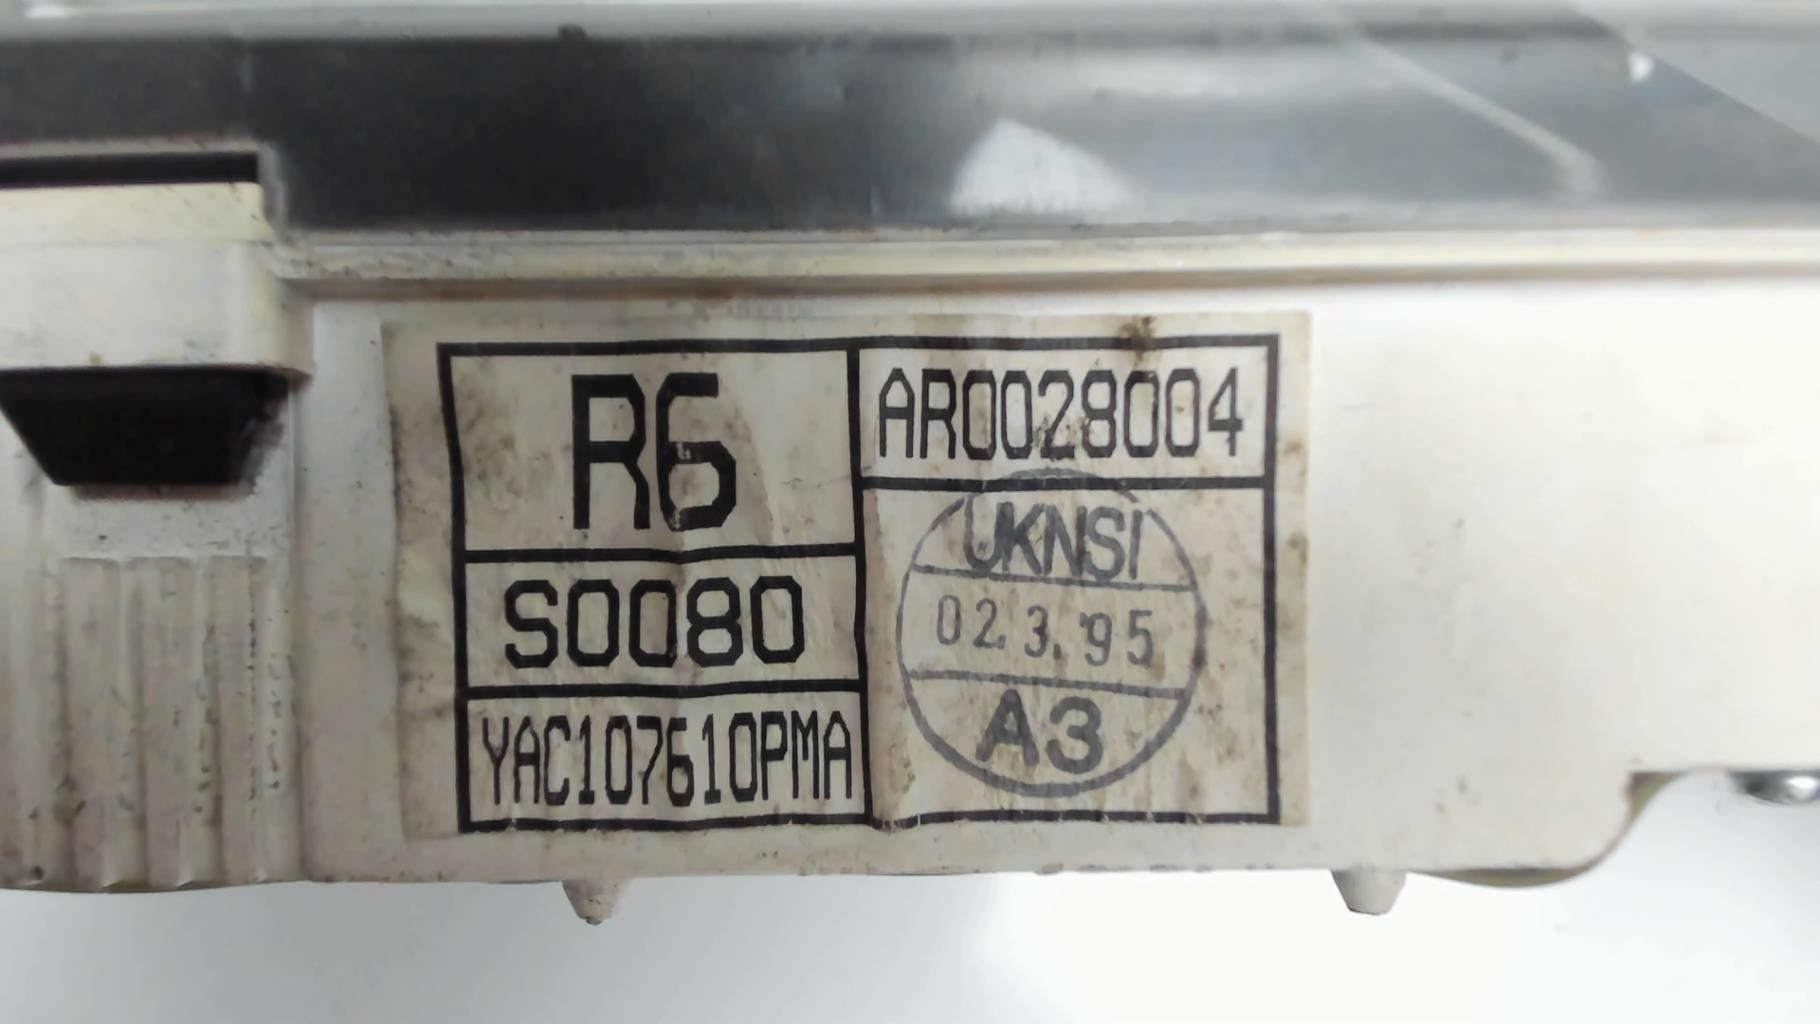 R6
AR0028004
S0080
YAC107610PMA
UKNSI
02.3.'95
A3